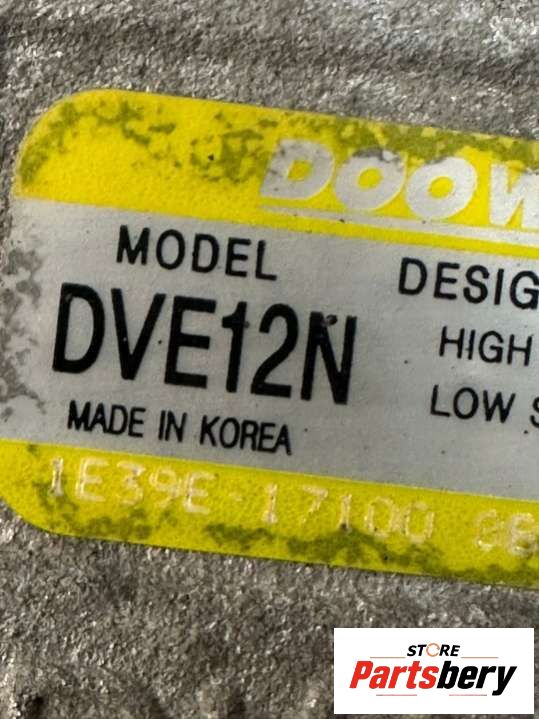 DOOW
MODEL
DVE12N
MADE IN KOREA
DESIG
HIGH
LOW S
1E39E-17100
STORE
Partsbery